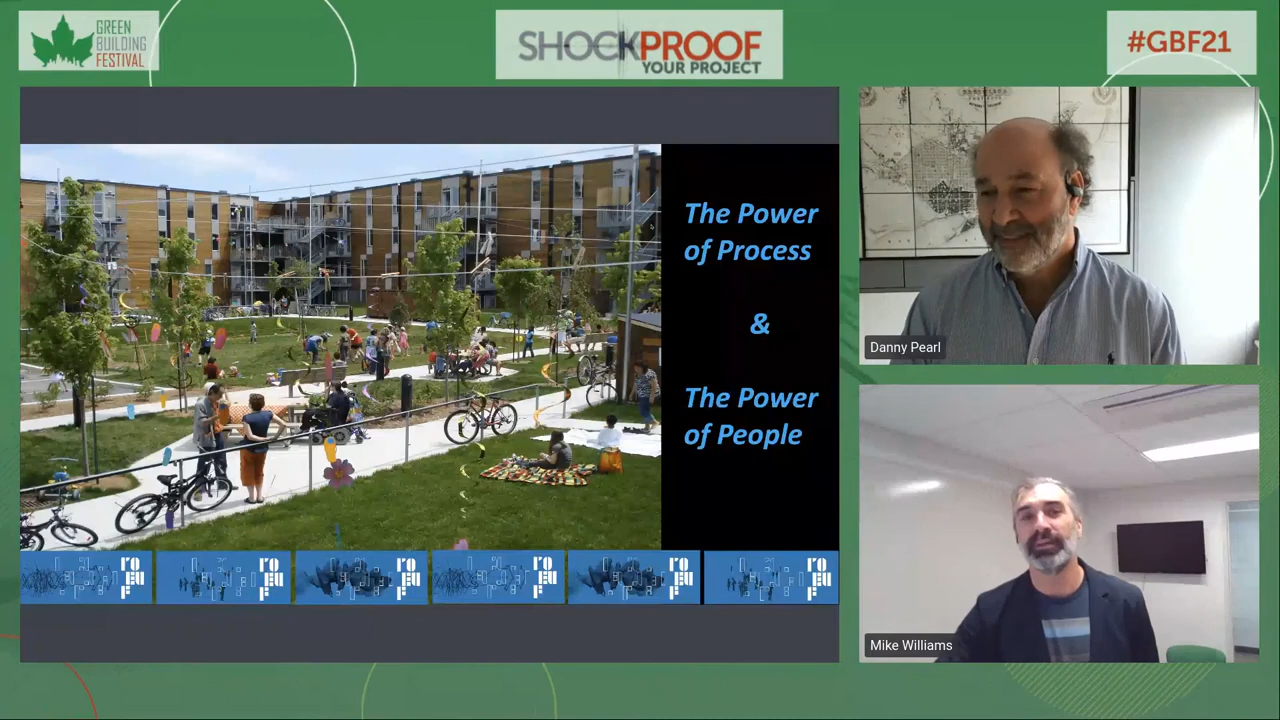 GREEN
BUILDING
FESTIVAL
SHOCKPROOF
YOUR PROJECT
#GBF21
The Power
of Process
&
The Power
of People
Danny Pearl
Mike Williams